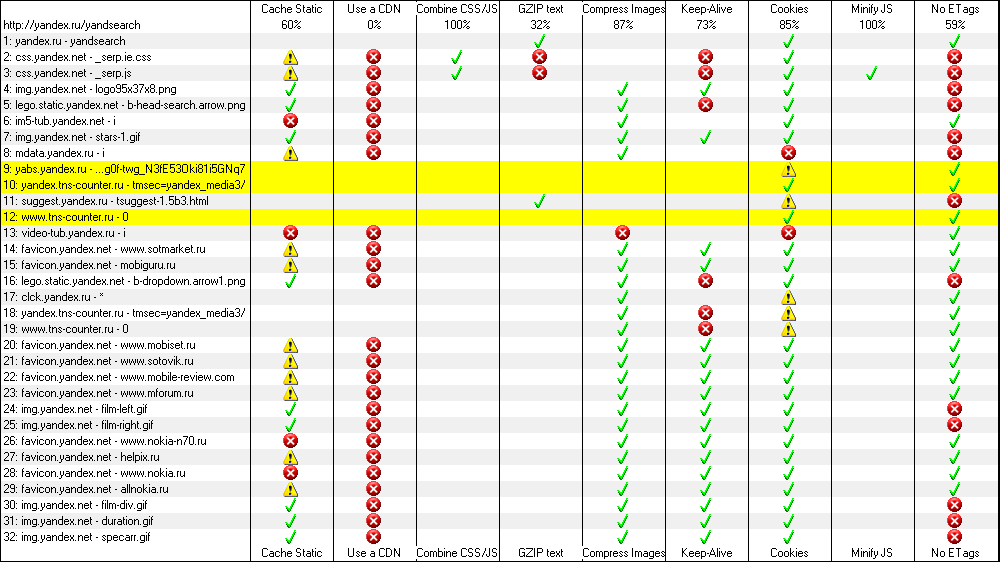 Cache Static Use a CDN Combine CSS/JS GZIP text Compress Images Keep-Alive Cookies Minify JS No ETags
http://yandex.ru/yandsearch 60% 0% 100% 32% 87% 73% 85% 100% 59%
1: yandex.ru - yandsearch
2: css.yandex.net - _serp.ie.css
3: css.yandex.net - _serp.js
4: img.yandex.net - logo95x37x8.png
5: lego.static.yandex.net - b-head-search.arrow.png
6: im5-tub.yandex.net - i
7: img.yandex.net - stars-1.gif
8: mdata.yandex.ru - i
9: yabs.yandex.ru - ...g0f-twg_N3fE53Oki81i5GNq7
10: yandex.tns-counter.ru - tmsec=yandex_media3/
11: suggest.yandex.ru - tsuggest-1.5b3.html
12: www.tns-counter.ru - 0
13: video-tub.yandex.ru - i
14: favicon.yandex.net - www.sotmarket.ru
15: favicon.yandex.net - mobiguru.ru
16: lego.static.yandex.net - b-dropdown.arrow1.png
17: clck.yandex.ru - *
18: yandex.tns-counter.ru - tmsec=yandex_media3/
19: www.tns-counter.ru - 0
20: favicon.yandex.net - www.mobiset.ru
21: favicon.yandex.net - www.sotovik.ru
22: favicon.yandex.net - www.mobile-review.com
23: favicon.yandex.net - www.mforum.ru
24: img.yandex.net - film-left.gif
25: img.yandex.net - film-right.gif
26: favicon.yandex.net - www.nokia-n70.ru
27: favicon.yandex.net - helpix.ru
28: favicon.yandex.net - www.nokia.ru
29: favicon.yandex.net - allnokia.ru
30: img.yandex.net - film-div.gif
31: img.yandex.net - duration.gif
32: img.yandex.net - specarr.gif
Cache Static Use a CDN Combine CSS/JS GZIP text Compress Images Keep-Alive Cookies Minify JS No ETags